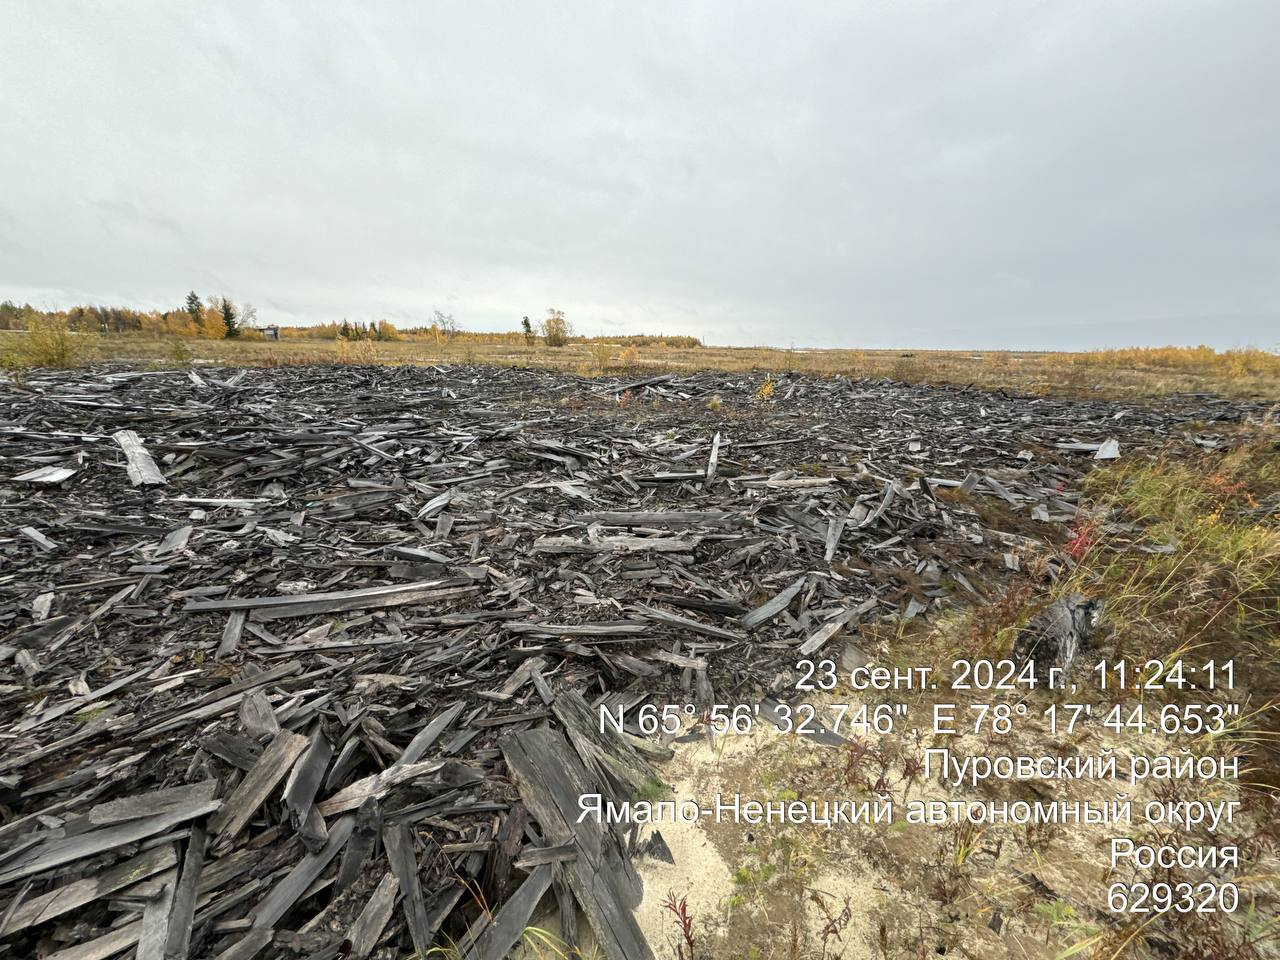 23 сент. 2024 г., 11:24:11
N 65° 56' 32.746", E 78° 17' 44.653"
Пуровский район
Ямало-Ненецкий автономный округ
Россия
629320